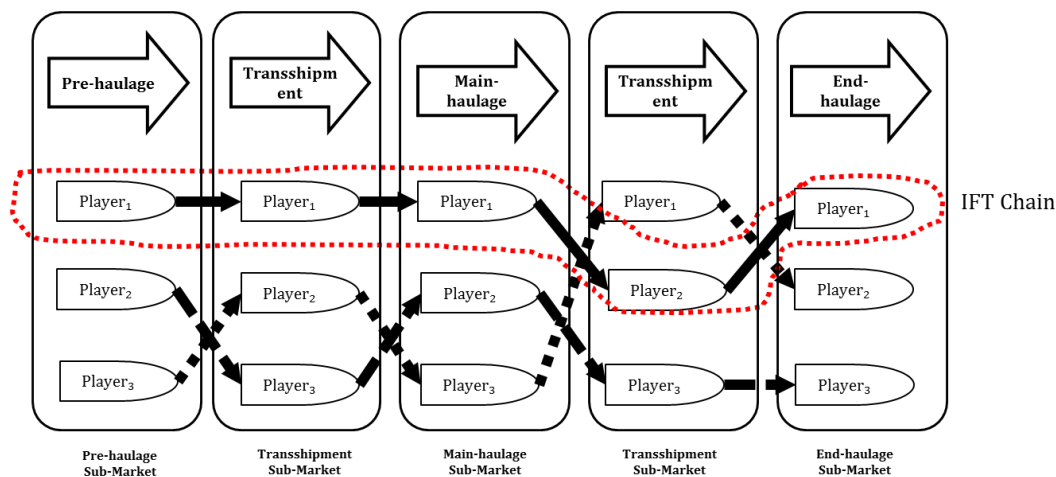 Pre-haulage
Transshipm
ent
Main-
haulage
Transshipm
ent
End-
haulage
Player₁
Player₁
Player₁
Player₁
Player₁
IFT Chain
Player₂
Player₂
Player₂
Player₂
Player₂
Player₃
Player₃
Player₃
Player₃
Player₃
Pre-haulage
Sub-Market
Transshipment
Sub-Market
Main-haulage
Sub-Market
Transshipment
Sub-Market
End-haulage
Sub-Market